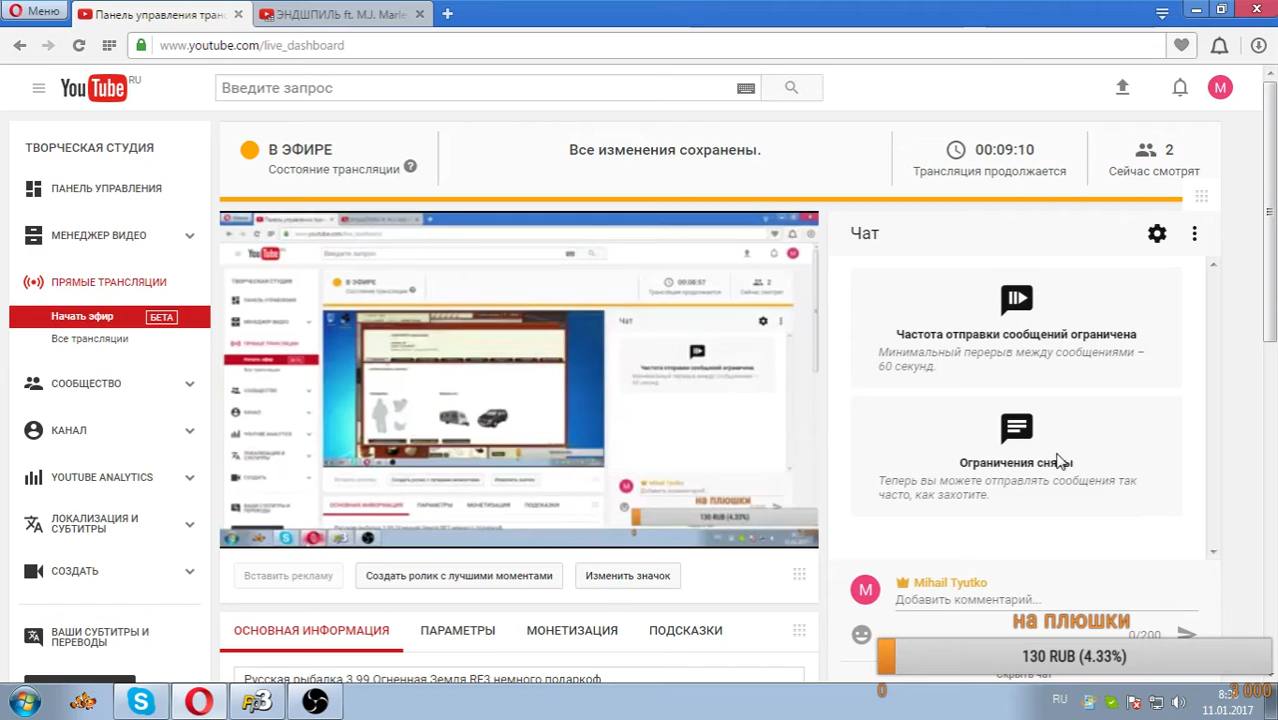 Меню
Панель управления тран
ЭНДШПИЛЬ ft. M.J. Marle
www.youtube.com/live_dashboard
YouTube RU
Введите запрос
M
ТВОРЧЕСКАЯ СТУДИЯ
ПАНЕЛЬ УПРАВЛЕНИЯ
МЕНЕДЖЕР ВИДЕО
ПРЯМЫЕ ТРАНСЛЯЦИИ
Начать эфир БЕТА
Все трансляции
СООБЩЕСТВО
КАНАЛ
YOUTUBE ANALYTICS
ЛОКАЛИЗАЦИЯ И
СУБТИТРЫ
СОЗДАТЬ
ВАШИ СУБТИТРЫ И
ПЕРЕВОДЫ
В ЭФИРЕ
Состояние трансляции ?
Все изменения сохранены.
00:09:10
Трансляция продолжается
2
Сейчас смотрят
Вставить рекламу
Создать ролик с лучшими моментами
Изменить значок
ОСНОВНАЯ ИНФОРМАЦИЯ
ПАРАМЕТРЫ
МОНЕТИЗАЦИЯ
ПОДСКАЗКИ
Русская рыбалка 3.99 Огненная Земля RF3 немного подаркоф
Чат
Частота отправки сообщений ограничена
Минимальный перерыв между сообщениями –
60 секунд.
Ограничения сняты
Теперь вы можете отправлять сообщения так
часто, как захотите.
M
Mihail Tyutko
Добавить комментарий...
на плюшки
0/200
130 RUB (4.33%)
Скрыть чат
0
3 000
RU
11.01.2017